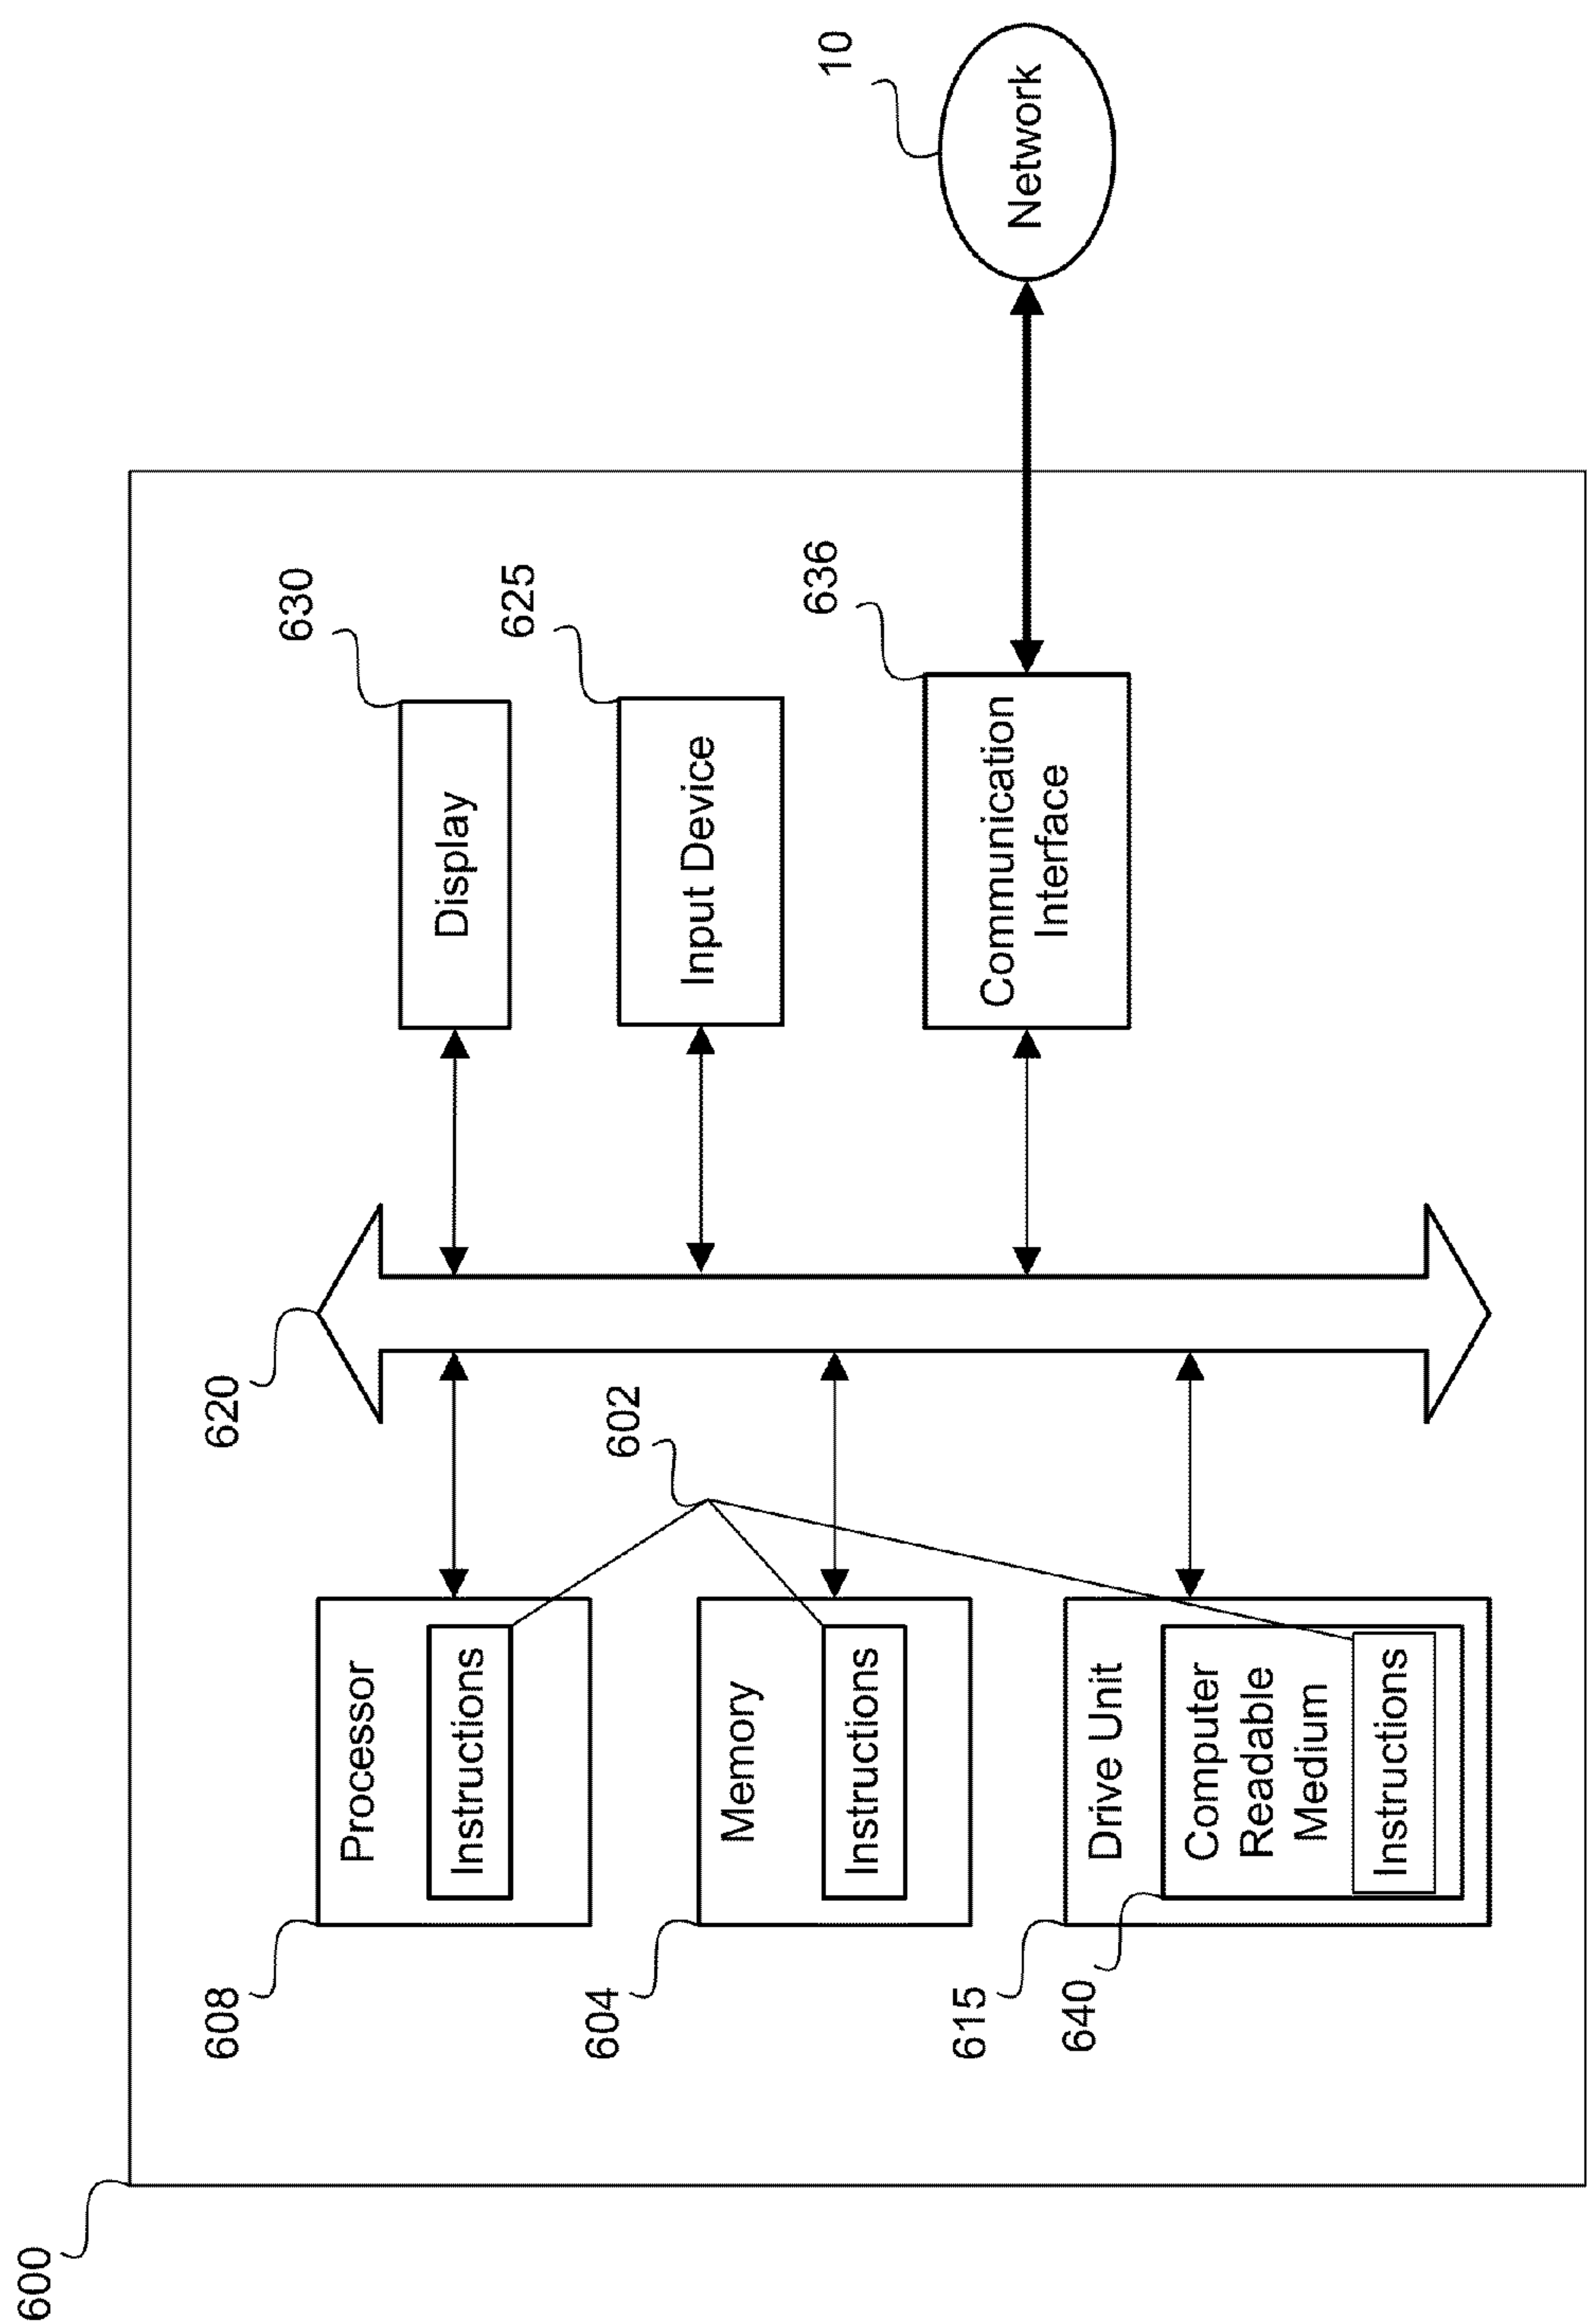 600
608
Processor
Instructions
604
Memory
Instructions
615
Drive Unit
640
Computer
Readable
Medium
Instructions
602
620
630
Display
625
Input Device
636
Communication
Interface
10
Network